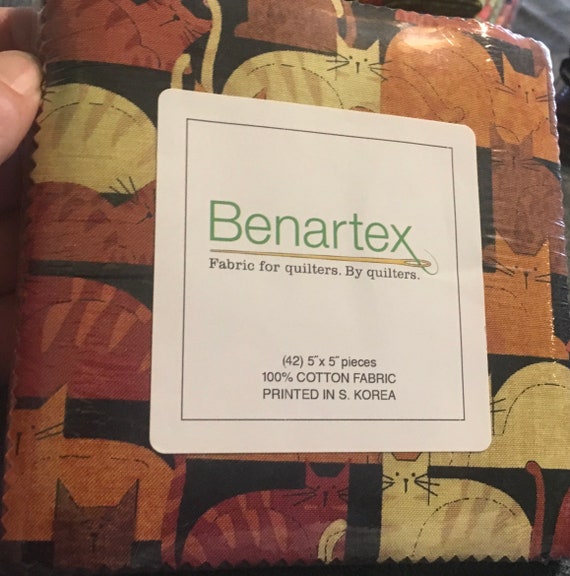 Benartex
Fabric for quilters. By quilters.
(42) 5"x 5" pieces
100% COTTON FABRIC
PRINTED IN S. KOREA